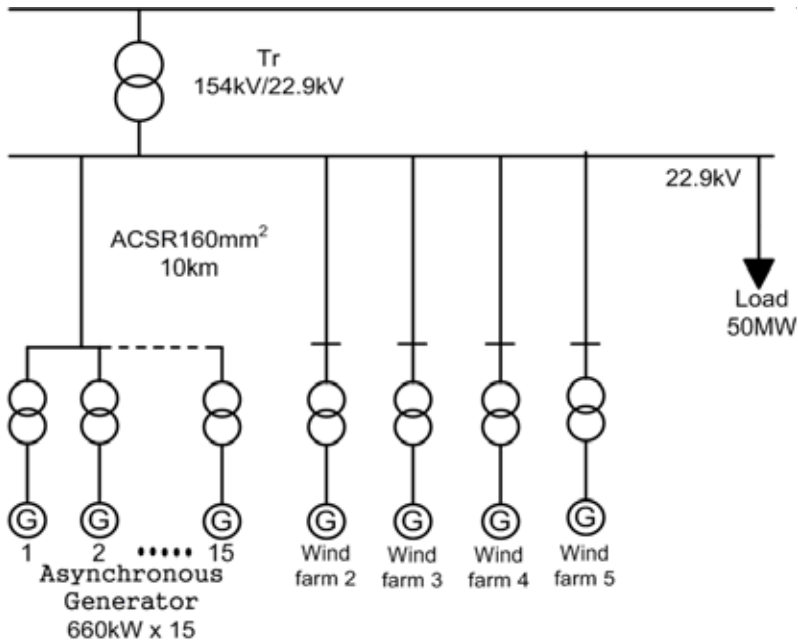 Tr
154kV/22.9kV
22.9kV
ACSR160mm²
10km
Load
50MW
G
G
G
G
G
G
G
1
2
•••••
15
Asynchronous
Generator
660kW x 15
Wind
farm 2
Wind
farm 3
Wind
farm 4
Wind
farm 5